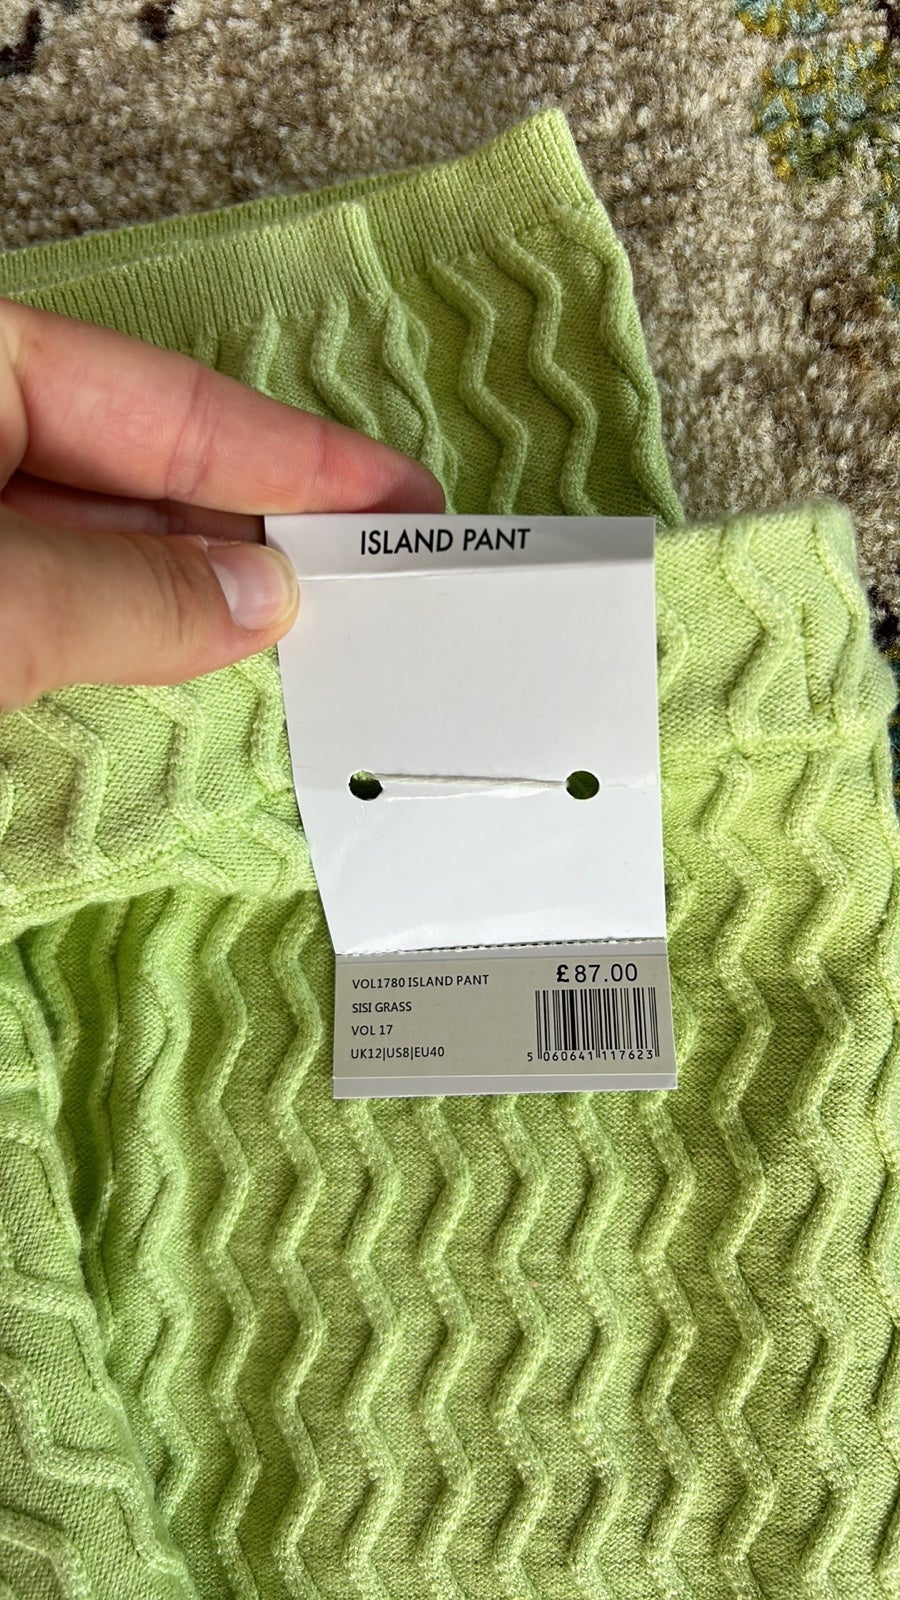 ISLAND PANT
VOL1780 ISLAND PANT
£87.00
SISI GRASS
VOL 17
UK12|US8|EU40
5 060641 117623